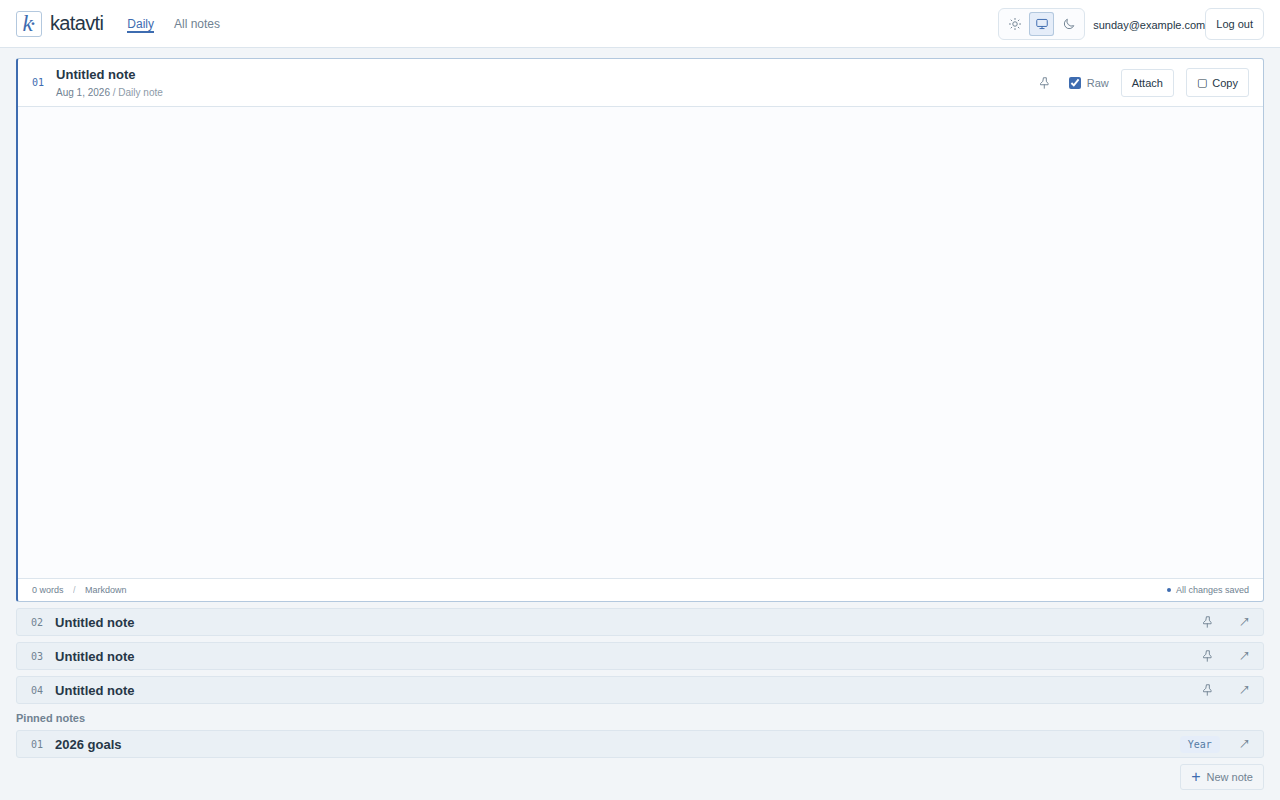 k katavti Daily All notes sunday@example.com Log out
01 Untitled note
Aug 1, 2026 / Daily note
Raw Attach Copy
0 words / Markdown All changes saved
02 Untitled note
03 Untitled note
04 Untitled note
Pinned notes
01 2026 goals Year
+ New note